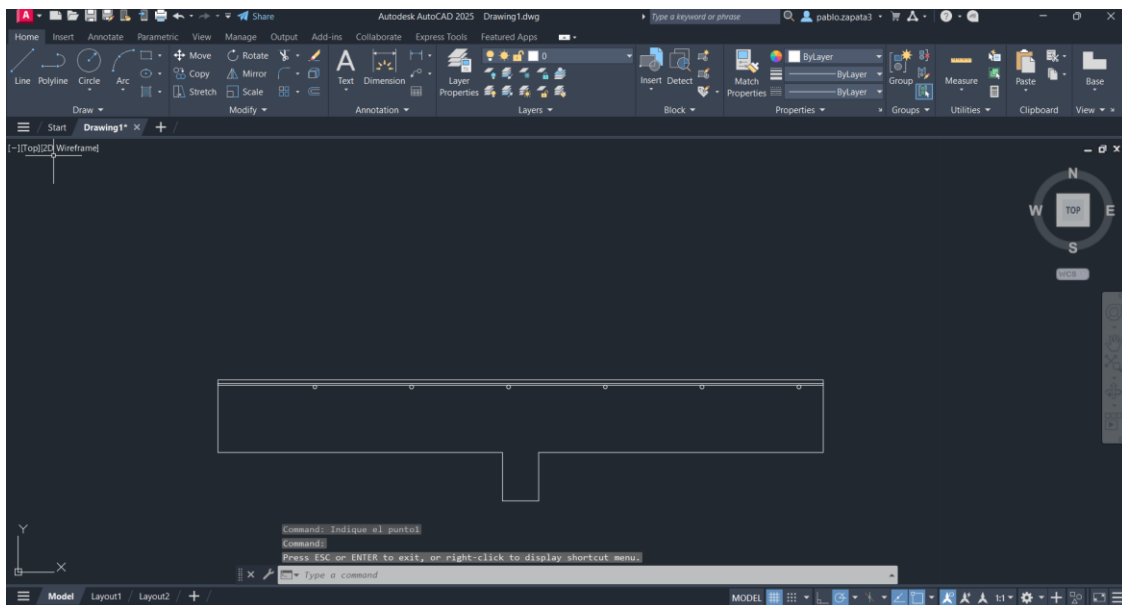 A Share Autodesk AutoCAD 2025 Drawing1.dwg Type a keyword or phrase pablo.zapata3
Home Insert Annotate Parametric View Manage Output Add-ins Collaborate Express Tools Featured Apps
Line Polyline Circle Arc Move Rotate Text Dimension Layer Properties 0 Insert Detect Match Properties ByLayer Group Measure Paste Base
Copy Mirror ByLayer
Stretch Scale ByLayer
Draw Modify Annotation Layers Block Properties Groups Utilities Clipboard View
Start Drawing1* +
[−][Top][2D Wireframe]
N
W TOP E
S
WCS
Y
X
Command: Indique el punto1
Command:
Press ESC or ENTER to exit, or right-click to display shortcut menu.
Type a command
Model Layout1 Layout2 + MODEL 1:1